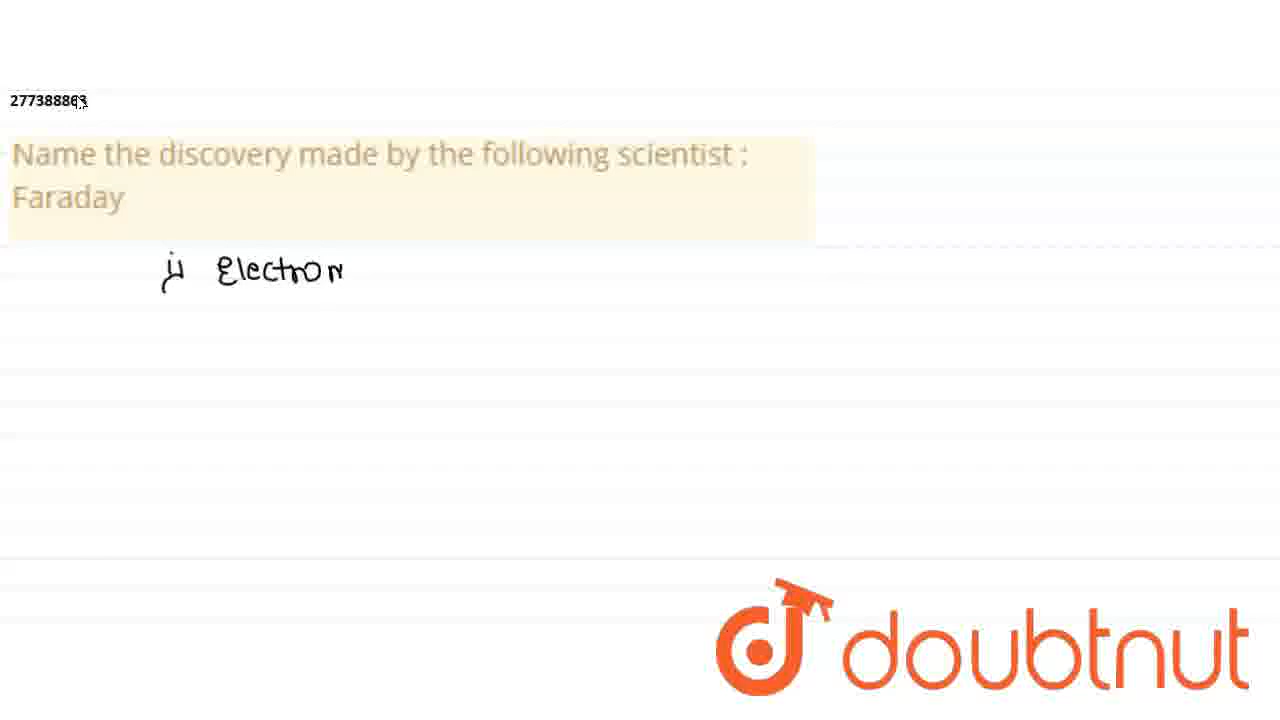 277388863
Name the discovery made by the following scientist :
Faraday
Electron
doubtnut